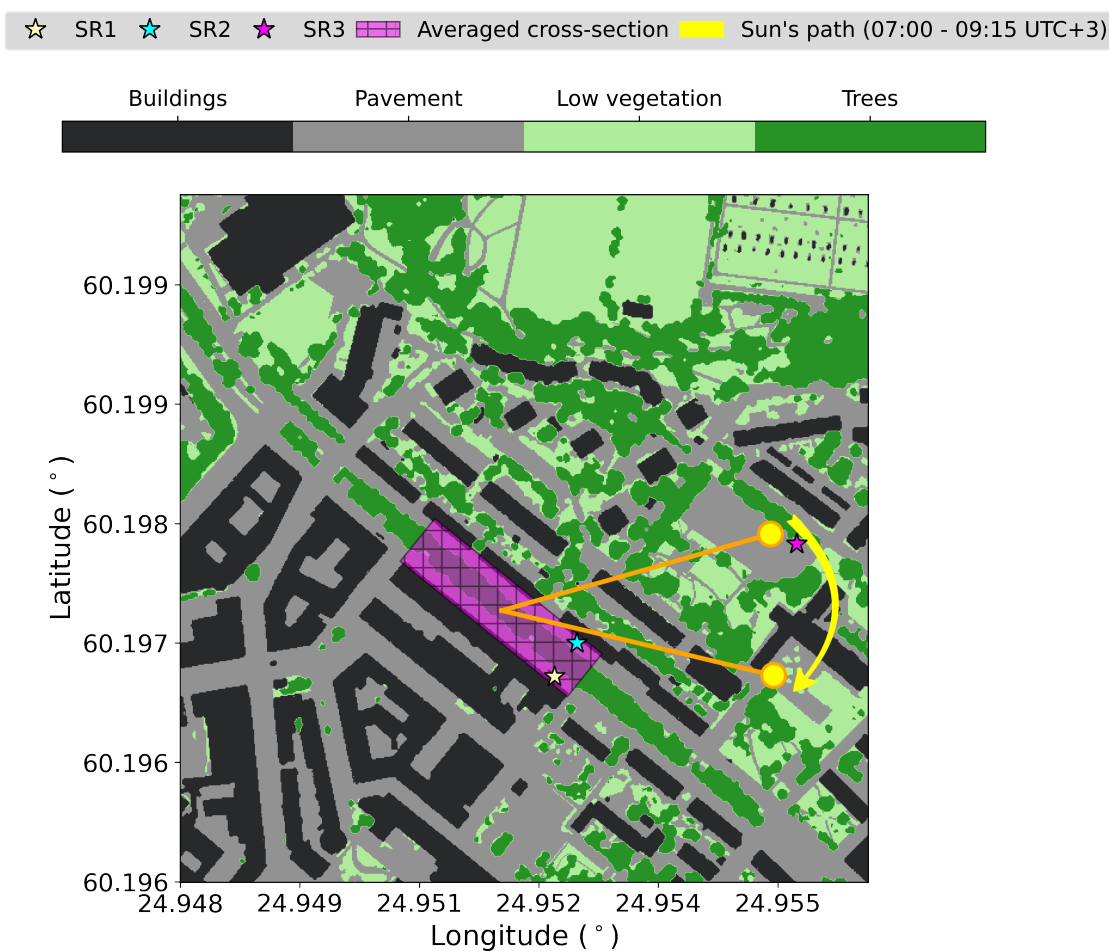 SR1 SR2 SR3 Averaged cross-section Sun's path (07:00 - 09:15 UTC+3)
Buildings Pavement Low vegetation Trees
60.199
60.199
60.198
60.197
60.196
60.196
Latitude (°)
24.948 24.949 24.951 24.952 24.954 24.955
Longitude (°)